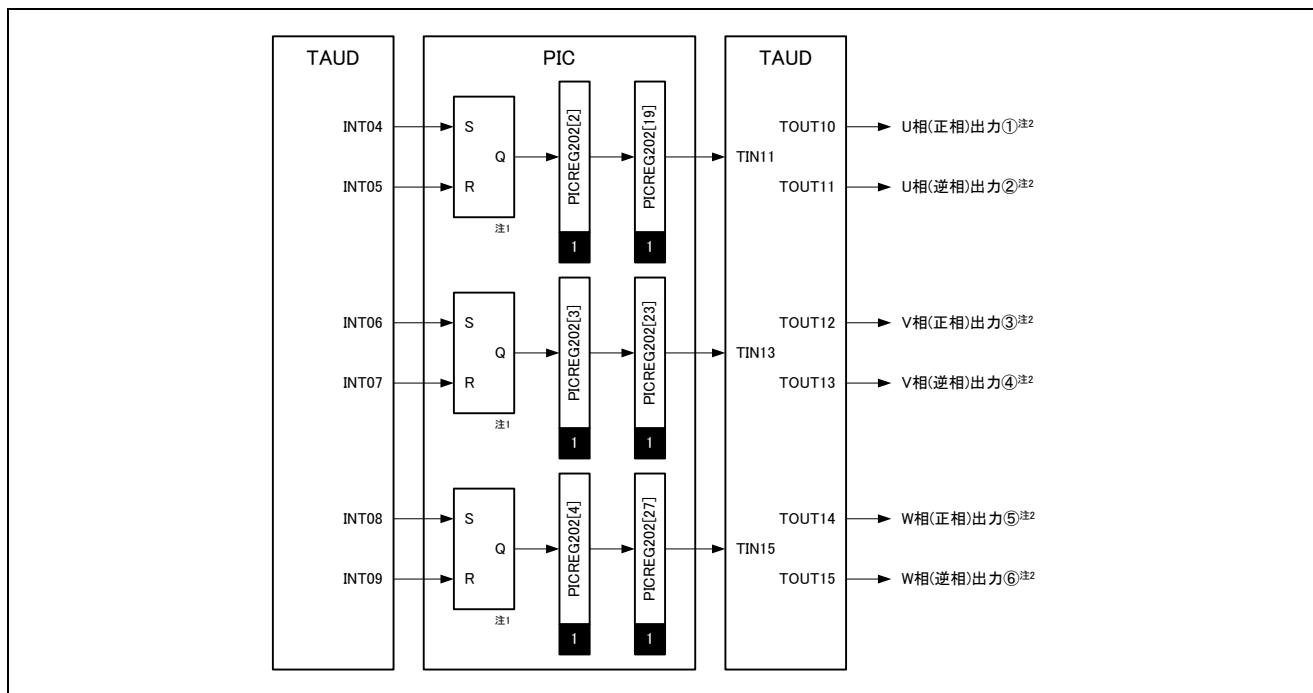 TAUD
PIC
TAUD
INT04
S
Q
INT05
R
注1
PICREG202[2]
1
PICREG202[19]
1
TIN11
TOUT10
U相(正相)出力①注2
TOUT11
U相(逆相)出力②注2
INT06
S
Q
INT07
R
注1
PICREG202[3]
1
PICREG202[23]
1
TIN13
TOUT12
V相(正相)出力③注2
TOUT13
V相(逆相)出力④注2
INT08
S
Q
INT09
R
注1
PICREG202[4]
1
PICREG202[27]
1
TIN15
TOUT14
W相(正相)出力⑤注2
TOUT15
W相(逆相)出力⑥注2